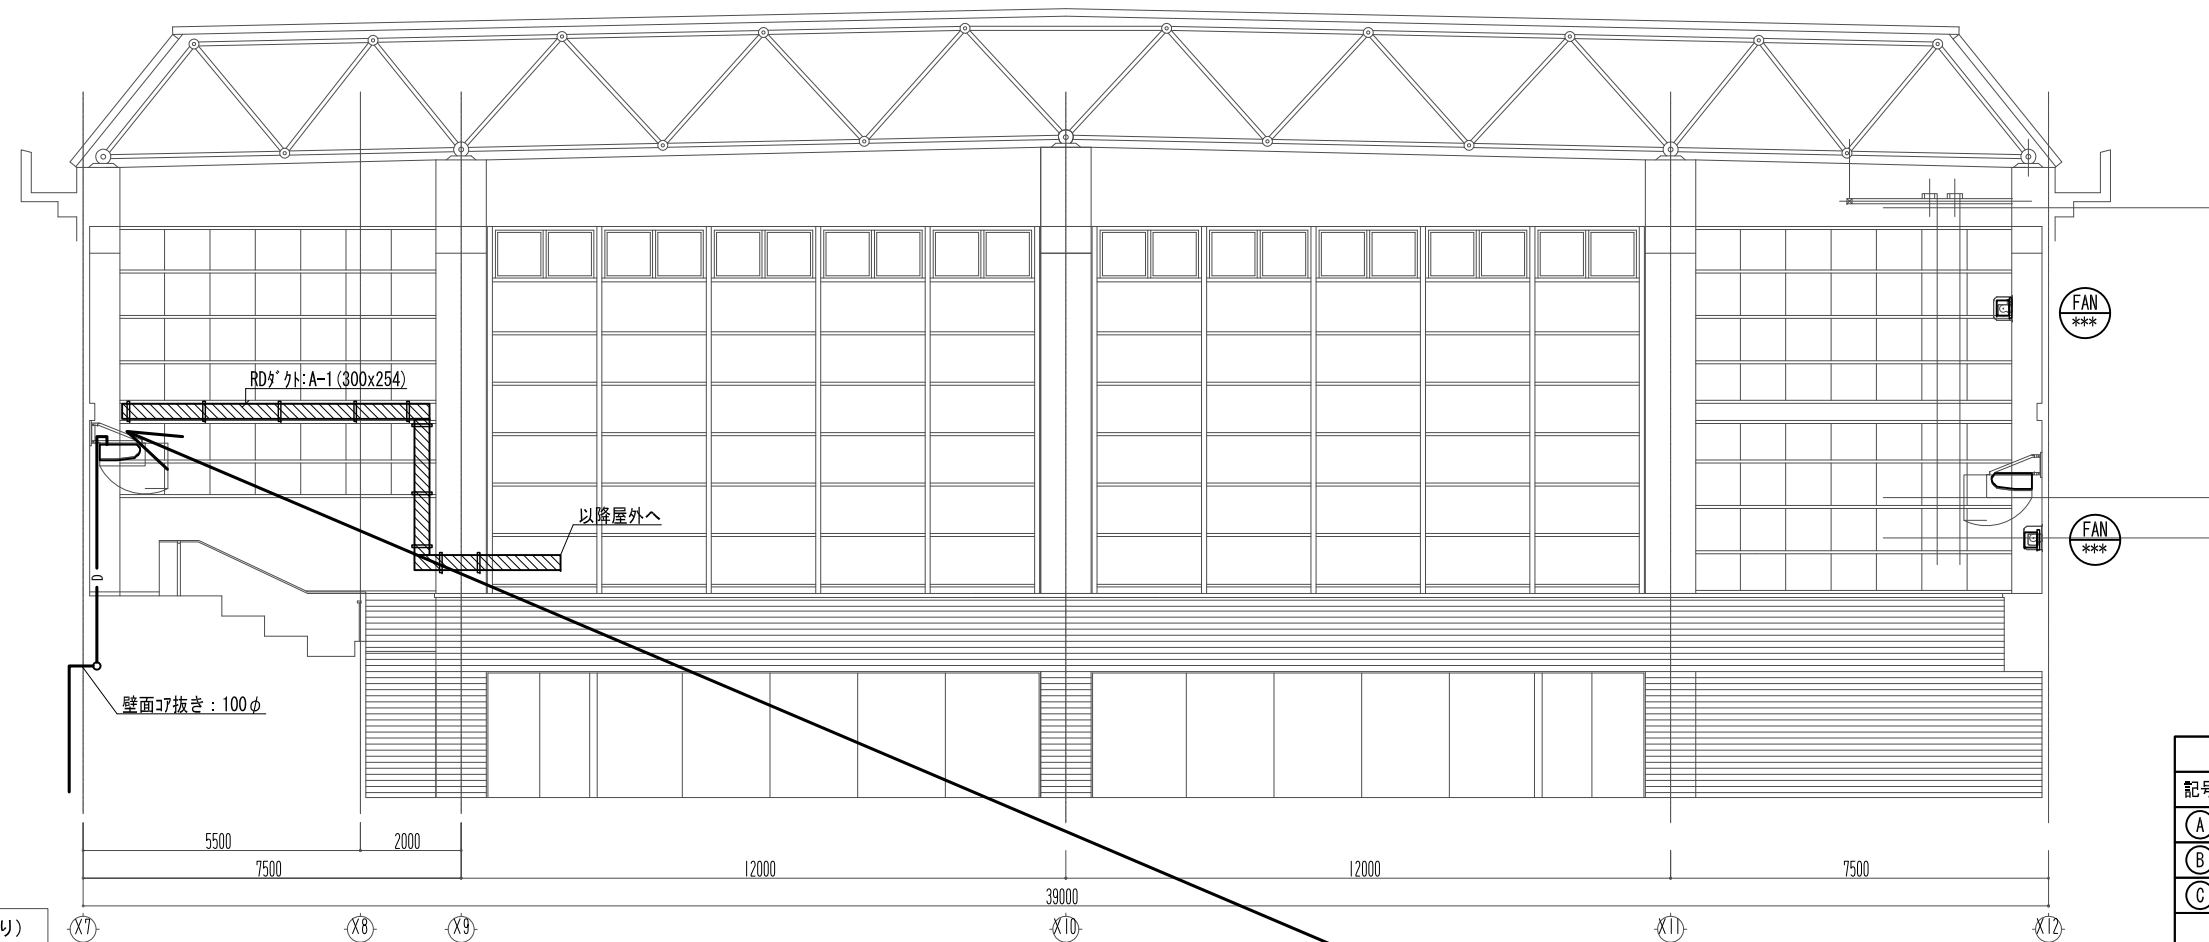 FAN
***
RDﾀﾞｸﾄ:A-1(300x254)
以降屋外へ
FAN
***
D
壁面ｺｱ抜き：100φ
記号
A
B
C
5500
2000
7500
12000
12000
7500
39000
り)
X7
X8
X9
X10
X11
X12